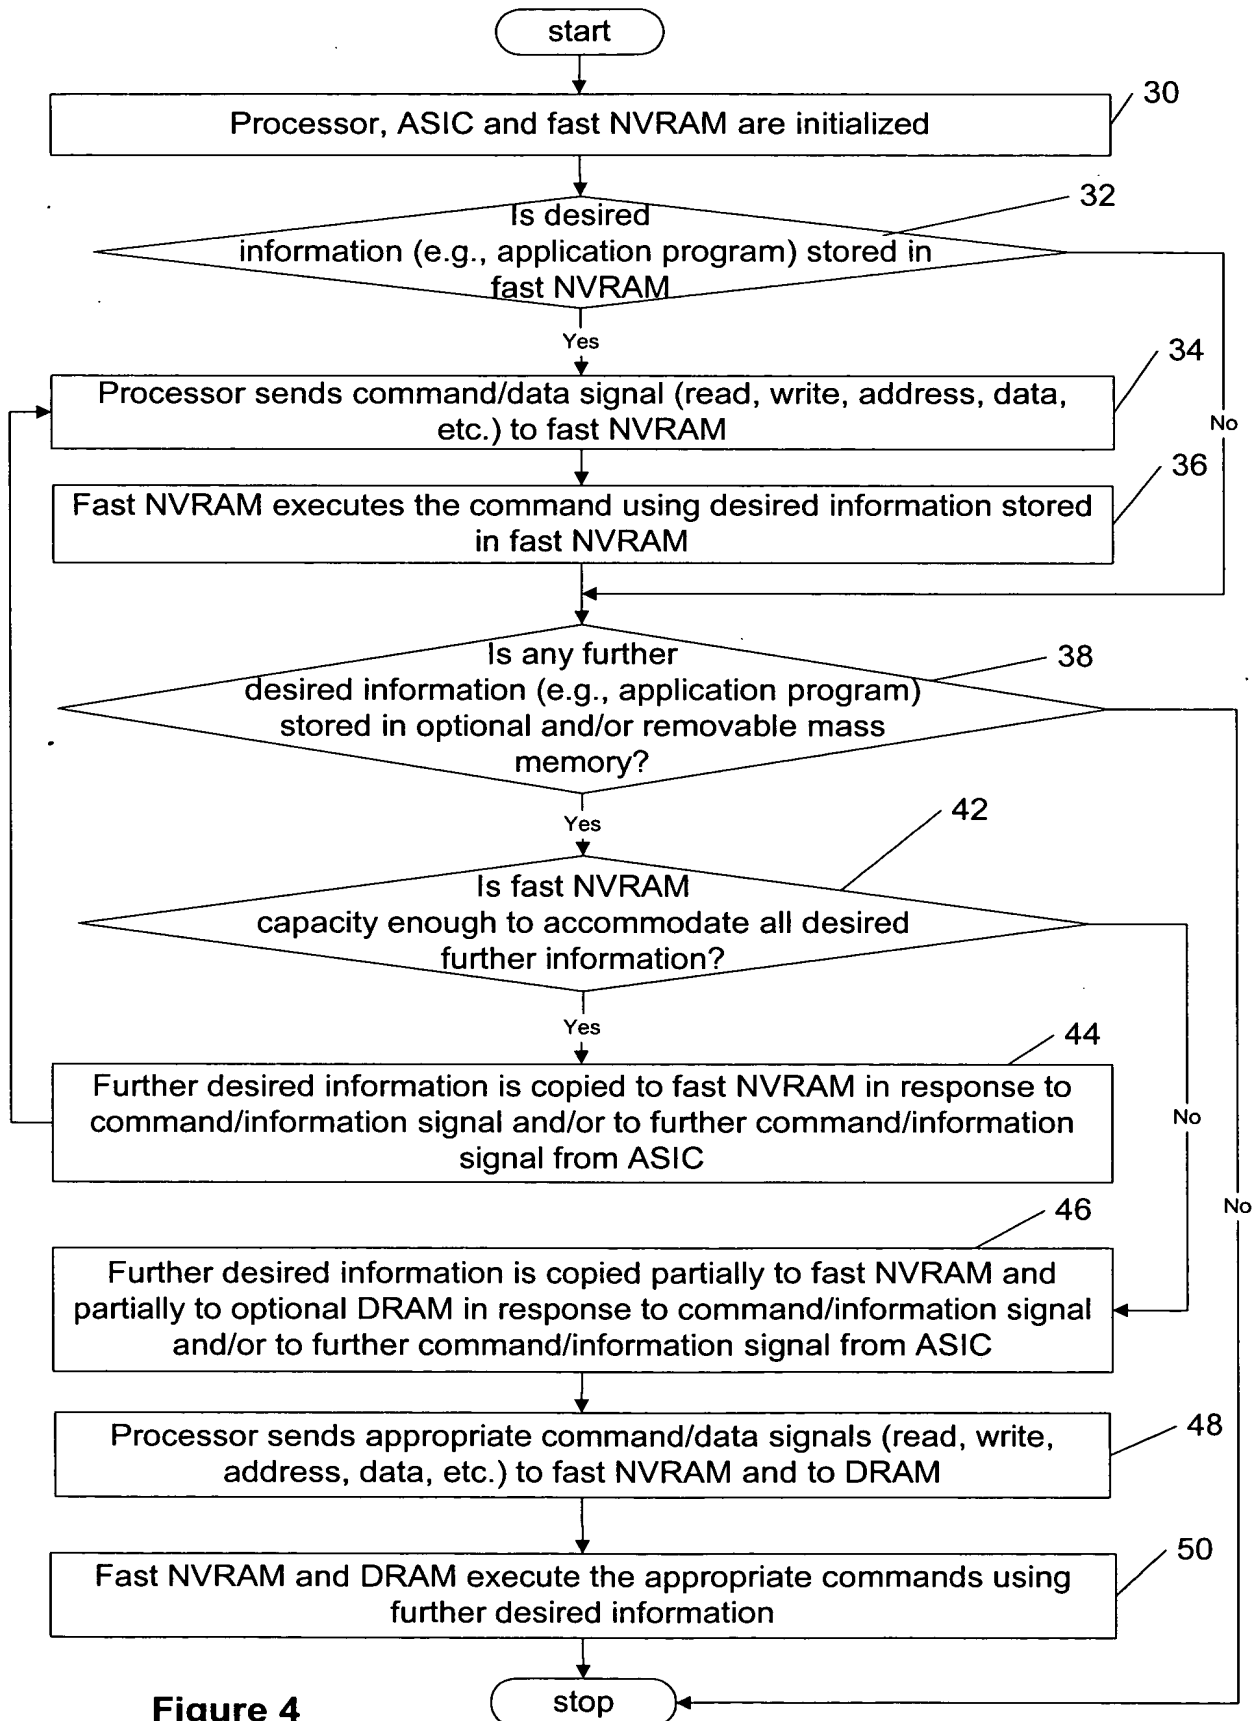 start
30
Processor, ASIC and fast NVRAM are initialized
32
Is desired
information (e.g., application program) stored in
fast NVRAM
Yes
34
Processor sends command/data signal (read, write, address, data,
etc.) to fast NVRAM
No
36
Fast NVRAM executes the command using desired information stored
in fast NVRAM
38
Is any further
desired information (e.g., application program)
stored in optional and/or removable mass
memory?
Yes
42
Is fast NVRAM
capacity enough to accommodate all desired
further information?
Yes
44
Further desired information is copied to fast NVRAM in response to
command/information signal and/or to further command/information
signal from ASIC
No
No
46
Further desired information is copied partially to fast NVRAM and
partially to optional DRAM in response to command/information signal
and/or to further command/information signal from ASIC
48
Processor sends appropriate command/data signals (read, write,
address, data, etc.) to fast NVRAM and to DRAM
50
Fast NVRAM and DRAM execute the appropriate commands using
further desired information
stop
Figure 4